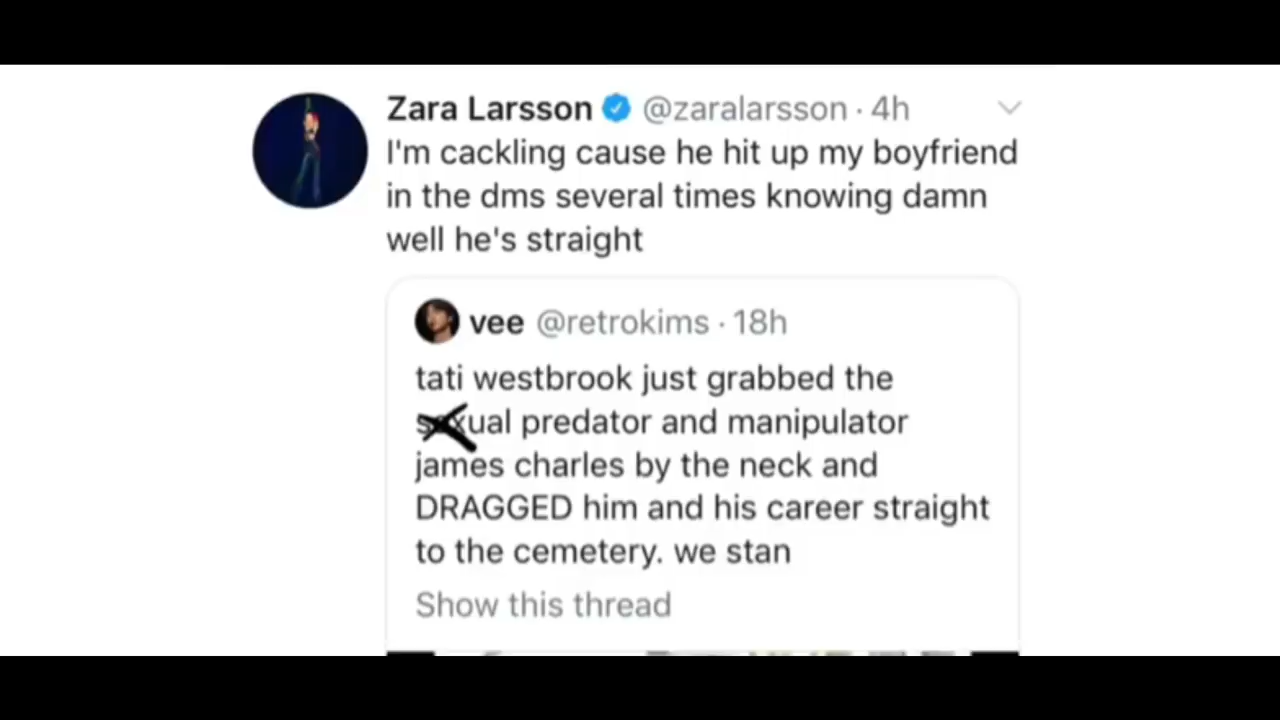 Zara Larsson @zaralarsson · 4h
I'm cackling cause he hit up my boyfriend
in the dms several times knowing damn
well he's straight
vee @retrokims · 18h
tati westbrook just grabbed the
sexual predator and manipulator
james charles by the neck and
DRAGGED him and his career straight
to the cemetery. we stan
Show this thread